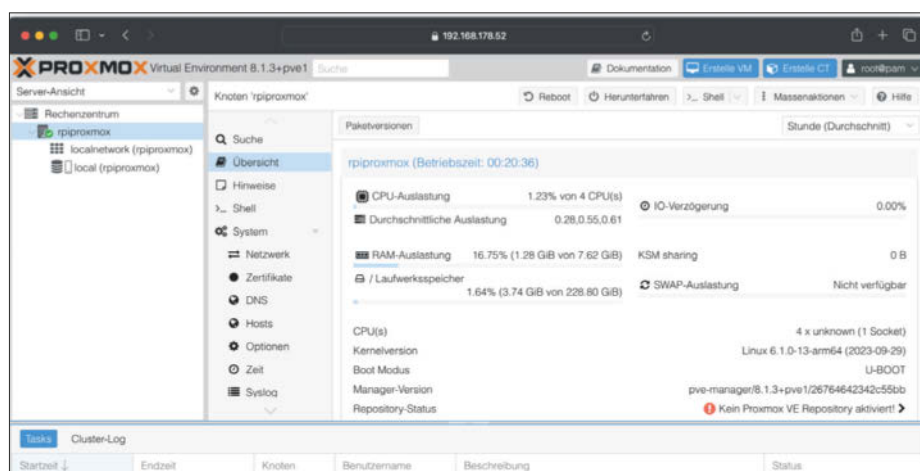 192.168.178.52
PROXMOX Virtual Environment 8.1.3+pve1 Suche Dokumentation Erstelle VM Erstelle CT root@pam
Server-Ansicht
Knoten 'rpiproxmox' Reboot Herunterfahren Shell Massenaktionen Hilfe
Rechenzentrum
rpiproxmox
localnetwork (rpiproxmox)
local (rpiproxmox)
Suche
Übersicht
Hinweise
Shell
System
Netzwerk
Zertifikate
DNS
Hosts
Optionen
Zeit
Syslog
Paketversionen Stunde (Durchschnitt)
rpiproxmox (Betriebszeit: 00:20:36)
CPU-Auslastung 1.23% von 4 CPU(s)
IO-Verzögerung 0.00%
Durchschnittliche Auslastung 0.28,0.55,0.61
RAM-Auslastung 16.75% (1.28 GiB von 7.62 GiB)
KSM sharing 0 B
/ Laufwerksspeicher
1.64% (3.74 GiB von 228.80 GiB)
SWAP-Auslastung Nicht verfügbar
CPU(s) 4 x unknown (1 Socket)
Kernelversion Linux 6.1.0-13-arm64 (2023-09-29)
Boot Modus U-BOOT
Manager-Version pve-manager/8.1.3+pve1/26764642342c55bb
Repository-Status Kein Proxmox VE Repository aktiviert!
Tasks Cluster-Log
Startzeit Endzeit Knoten Benutzername Beschreibung Status